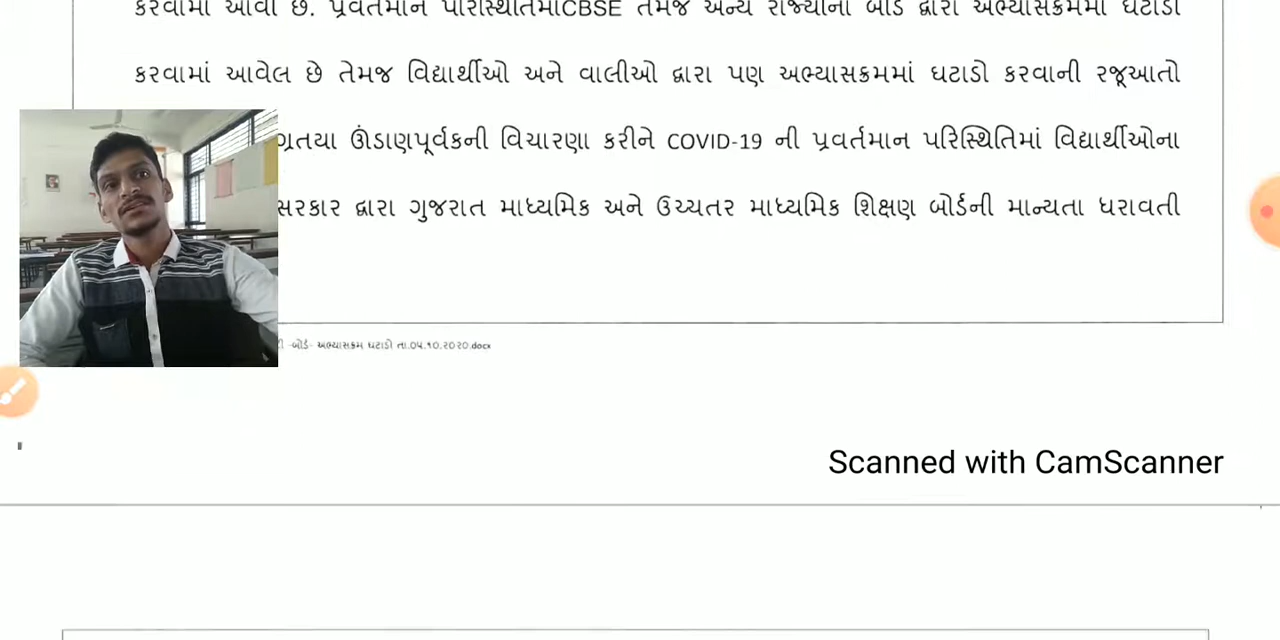 કરવામાં આવી છે. પ્રવર્તમાન પરિસ્થિતિમાંCBSE તેમજ અન્ય રાજ્યોના બોર્ડ દ્વારા અભ્યાસક્રમમાં ઘટાડો
કરવામાં આવેલ છે તેમજ વિદ્યાર્થીઓ અને વાલીઓ દ્વારા પણ અભ્યાસક્રમમાં ઘટાડો કરવાની રજૂઆતો
ગ્રતયા ઊંડાણપૂર્વકની વિચારણા કરીને COVID-19 ની પ્રવર્તમાન પરિસ્થિતિમાં વિદ્યાર્થીઓના
સરકાર દ્વારા ગુજરાત માધ્યમિક અને ઉચ્ચતર માધ્યમિક શિક્ષણ બોર્ડની માન્યતા ધરાવતી
-બોર્ડ- અભ્યાસક્રમ ઘટાડો તા.૦૫.૧૦.૨૦૨૦.docx
Scanned with CamScanner